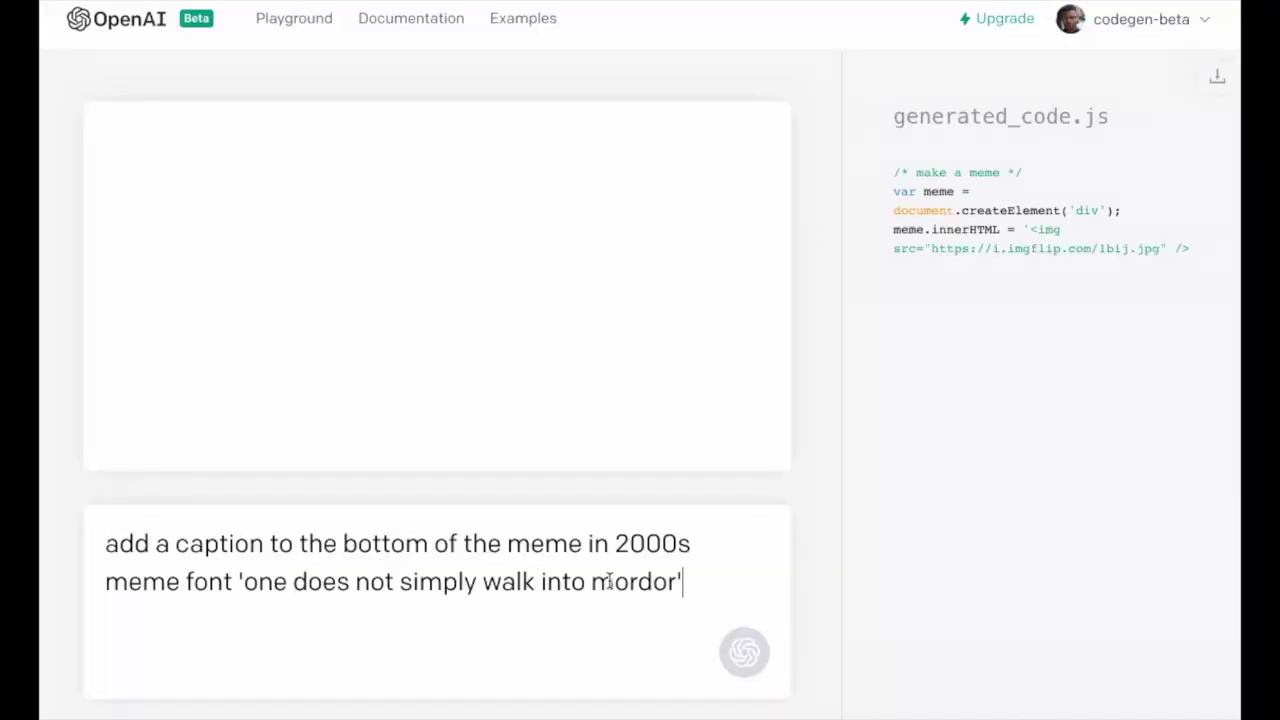 OpenAI Beta Playground Documentation Examples Upgrade codegen-beta
generated_code.js
/* make a meme */
var meme =
document.createElement('div');
meme.innerHTML = '<img
src="https://i.imgflip.com/1bij.jpg" />
add a caption to the bottom of the meme in 2000s
meme font 'one does not simply walk into mordor'